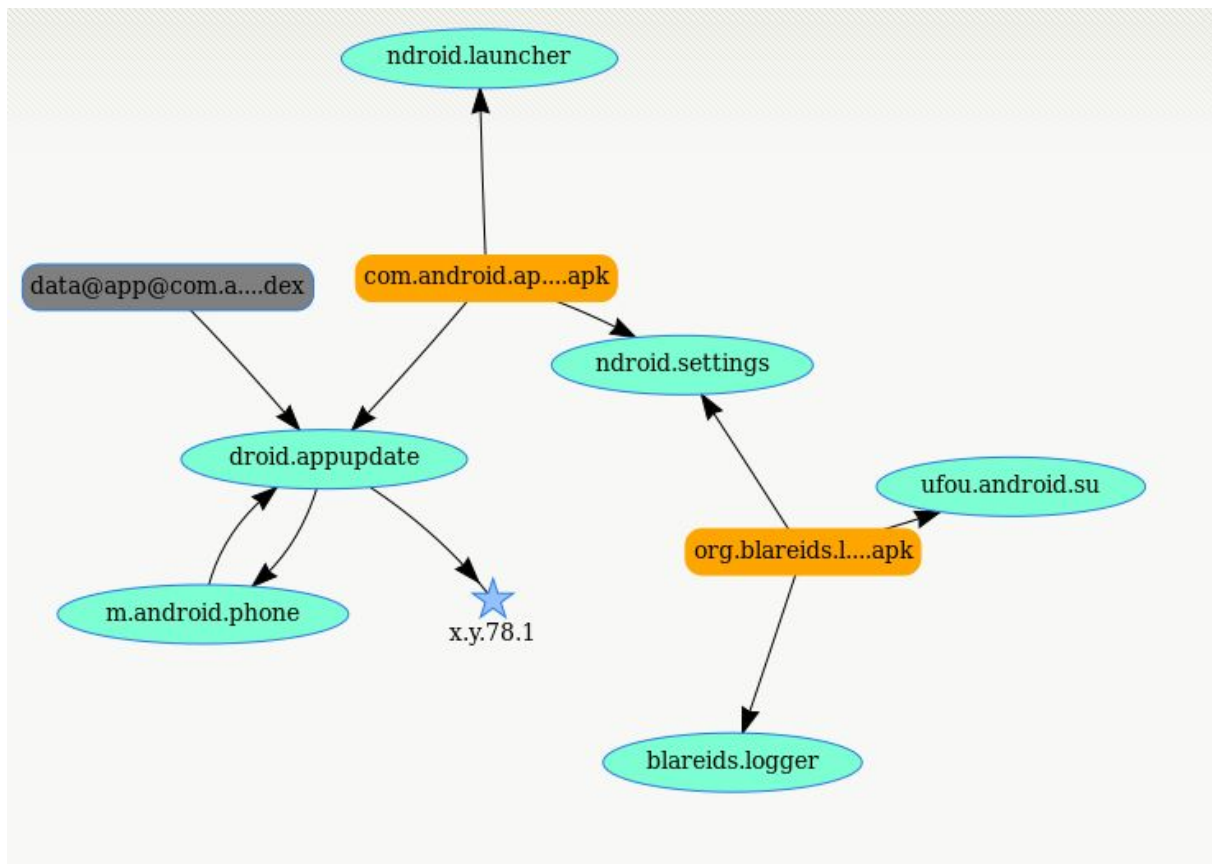 ndroid.launcher
data@app@com.a....dex
com.android.ap....apk
ndroid.settings
droid.appupdate
ufou.android.su
org.blareids.l....apk
m.android.phone
x.y.78.1
blareids.logger